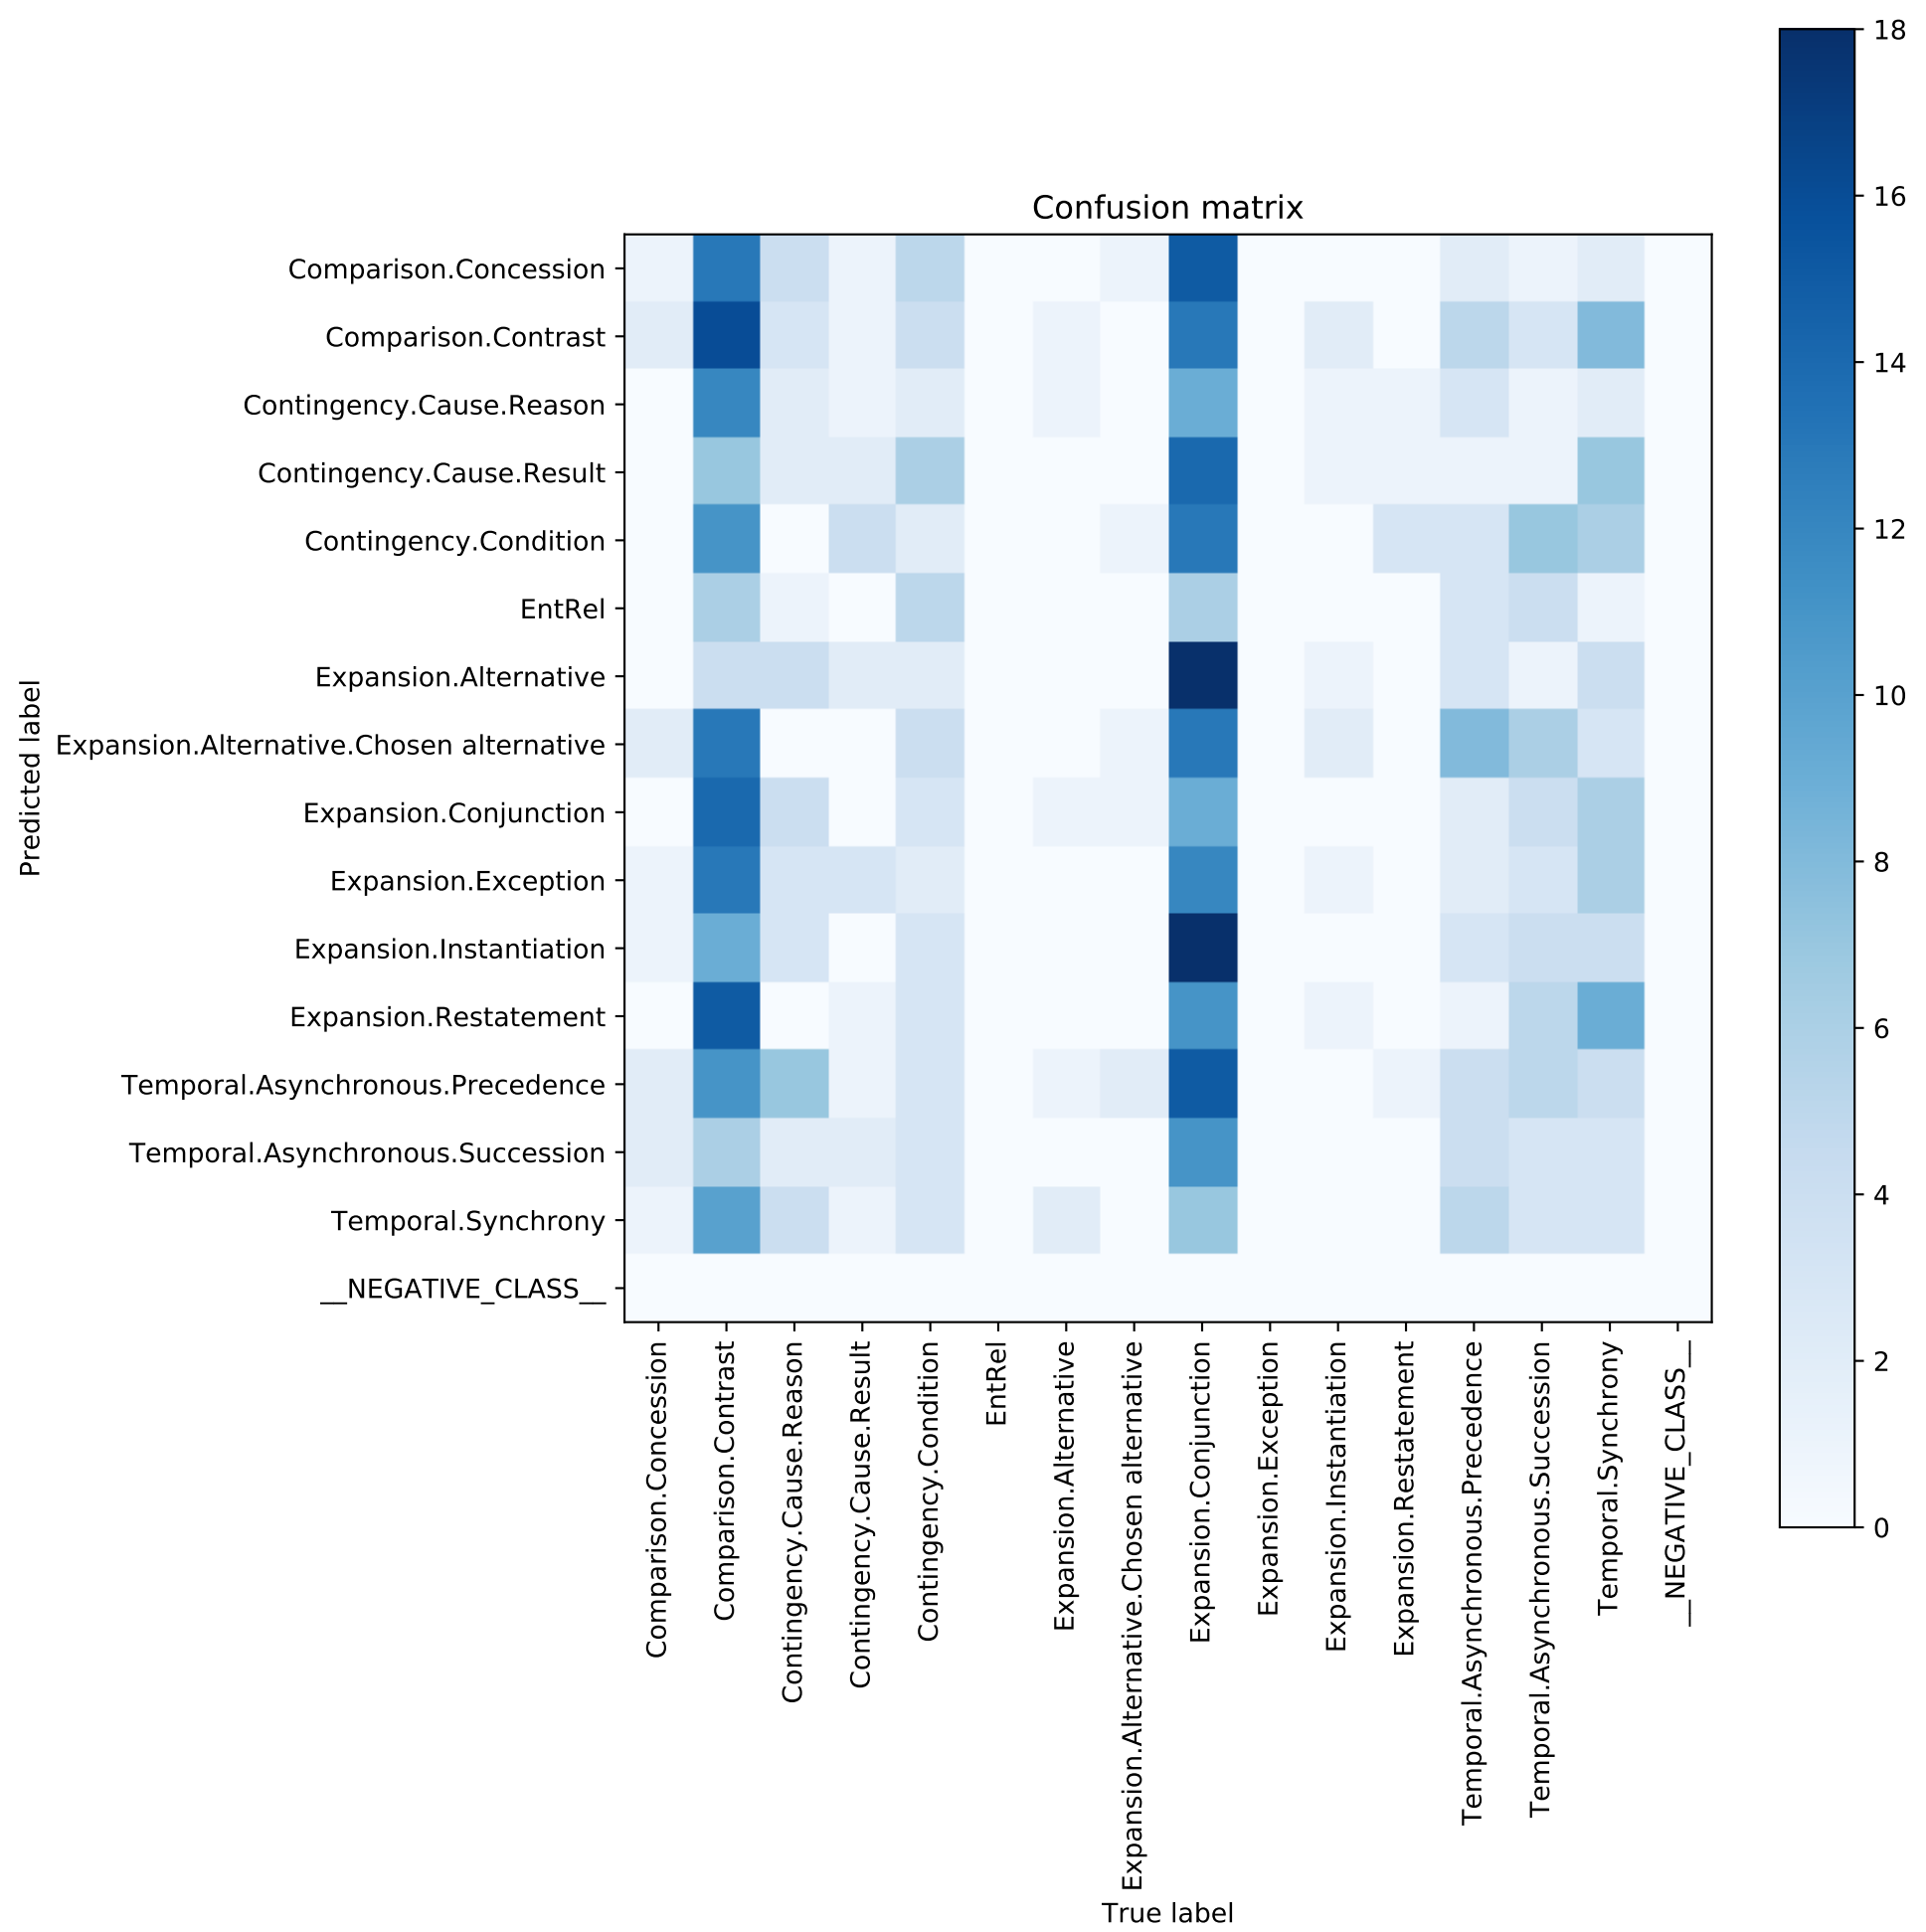 Confusion matrix
Predicted label
Comparison.Concession
Comparison.Contrast
Contingency.Cause.Reason
Contingency.Cause.Result
Contingency.Condition
EntRel
Expansion.Alternative
Expansion.Alternative.Chosen alternative
Expansion.Conjunction
Expansion.Exception
Expansion.Instantiation
Expansion.Restatement
Temporal.Asynchronous.Precedence
Temporal.Asynchronous.Succession
Temporal.Synchrony
__NEGATIVE_CLASS__
Comparison.Concession
Comparison.Contrast
Contingency.Cause.Reason
Contingency.Cause.Result
Contingency.Condition
EntRel
Expansion.Alternative
Expansion.Alternative.Chosen alternative
Expansion.Conjunction
Expansion.Exception
Expansion.Instantiation
Expansion.Restatement
Temporal.Asynchronous.Precedence
Temporal.Asynchronous.Succession
Temporal.Synchrony
__NEGATIVE_CLASS__
True label
18
16
14
12
10
8
6
4
2
0